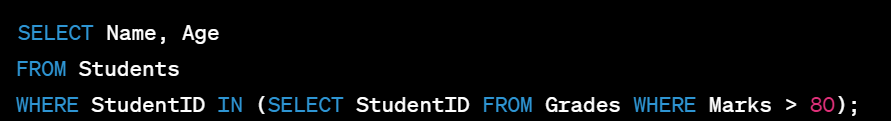 SELECT Name, Age
FROM Students
WHERE StudentID IN (SELECT StudentID FROM Grades WHERE Marks > 80);